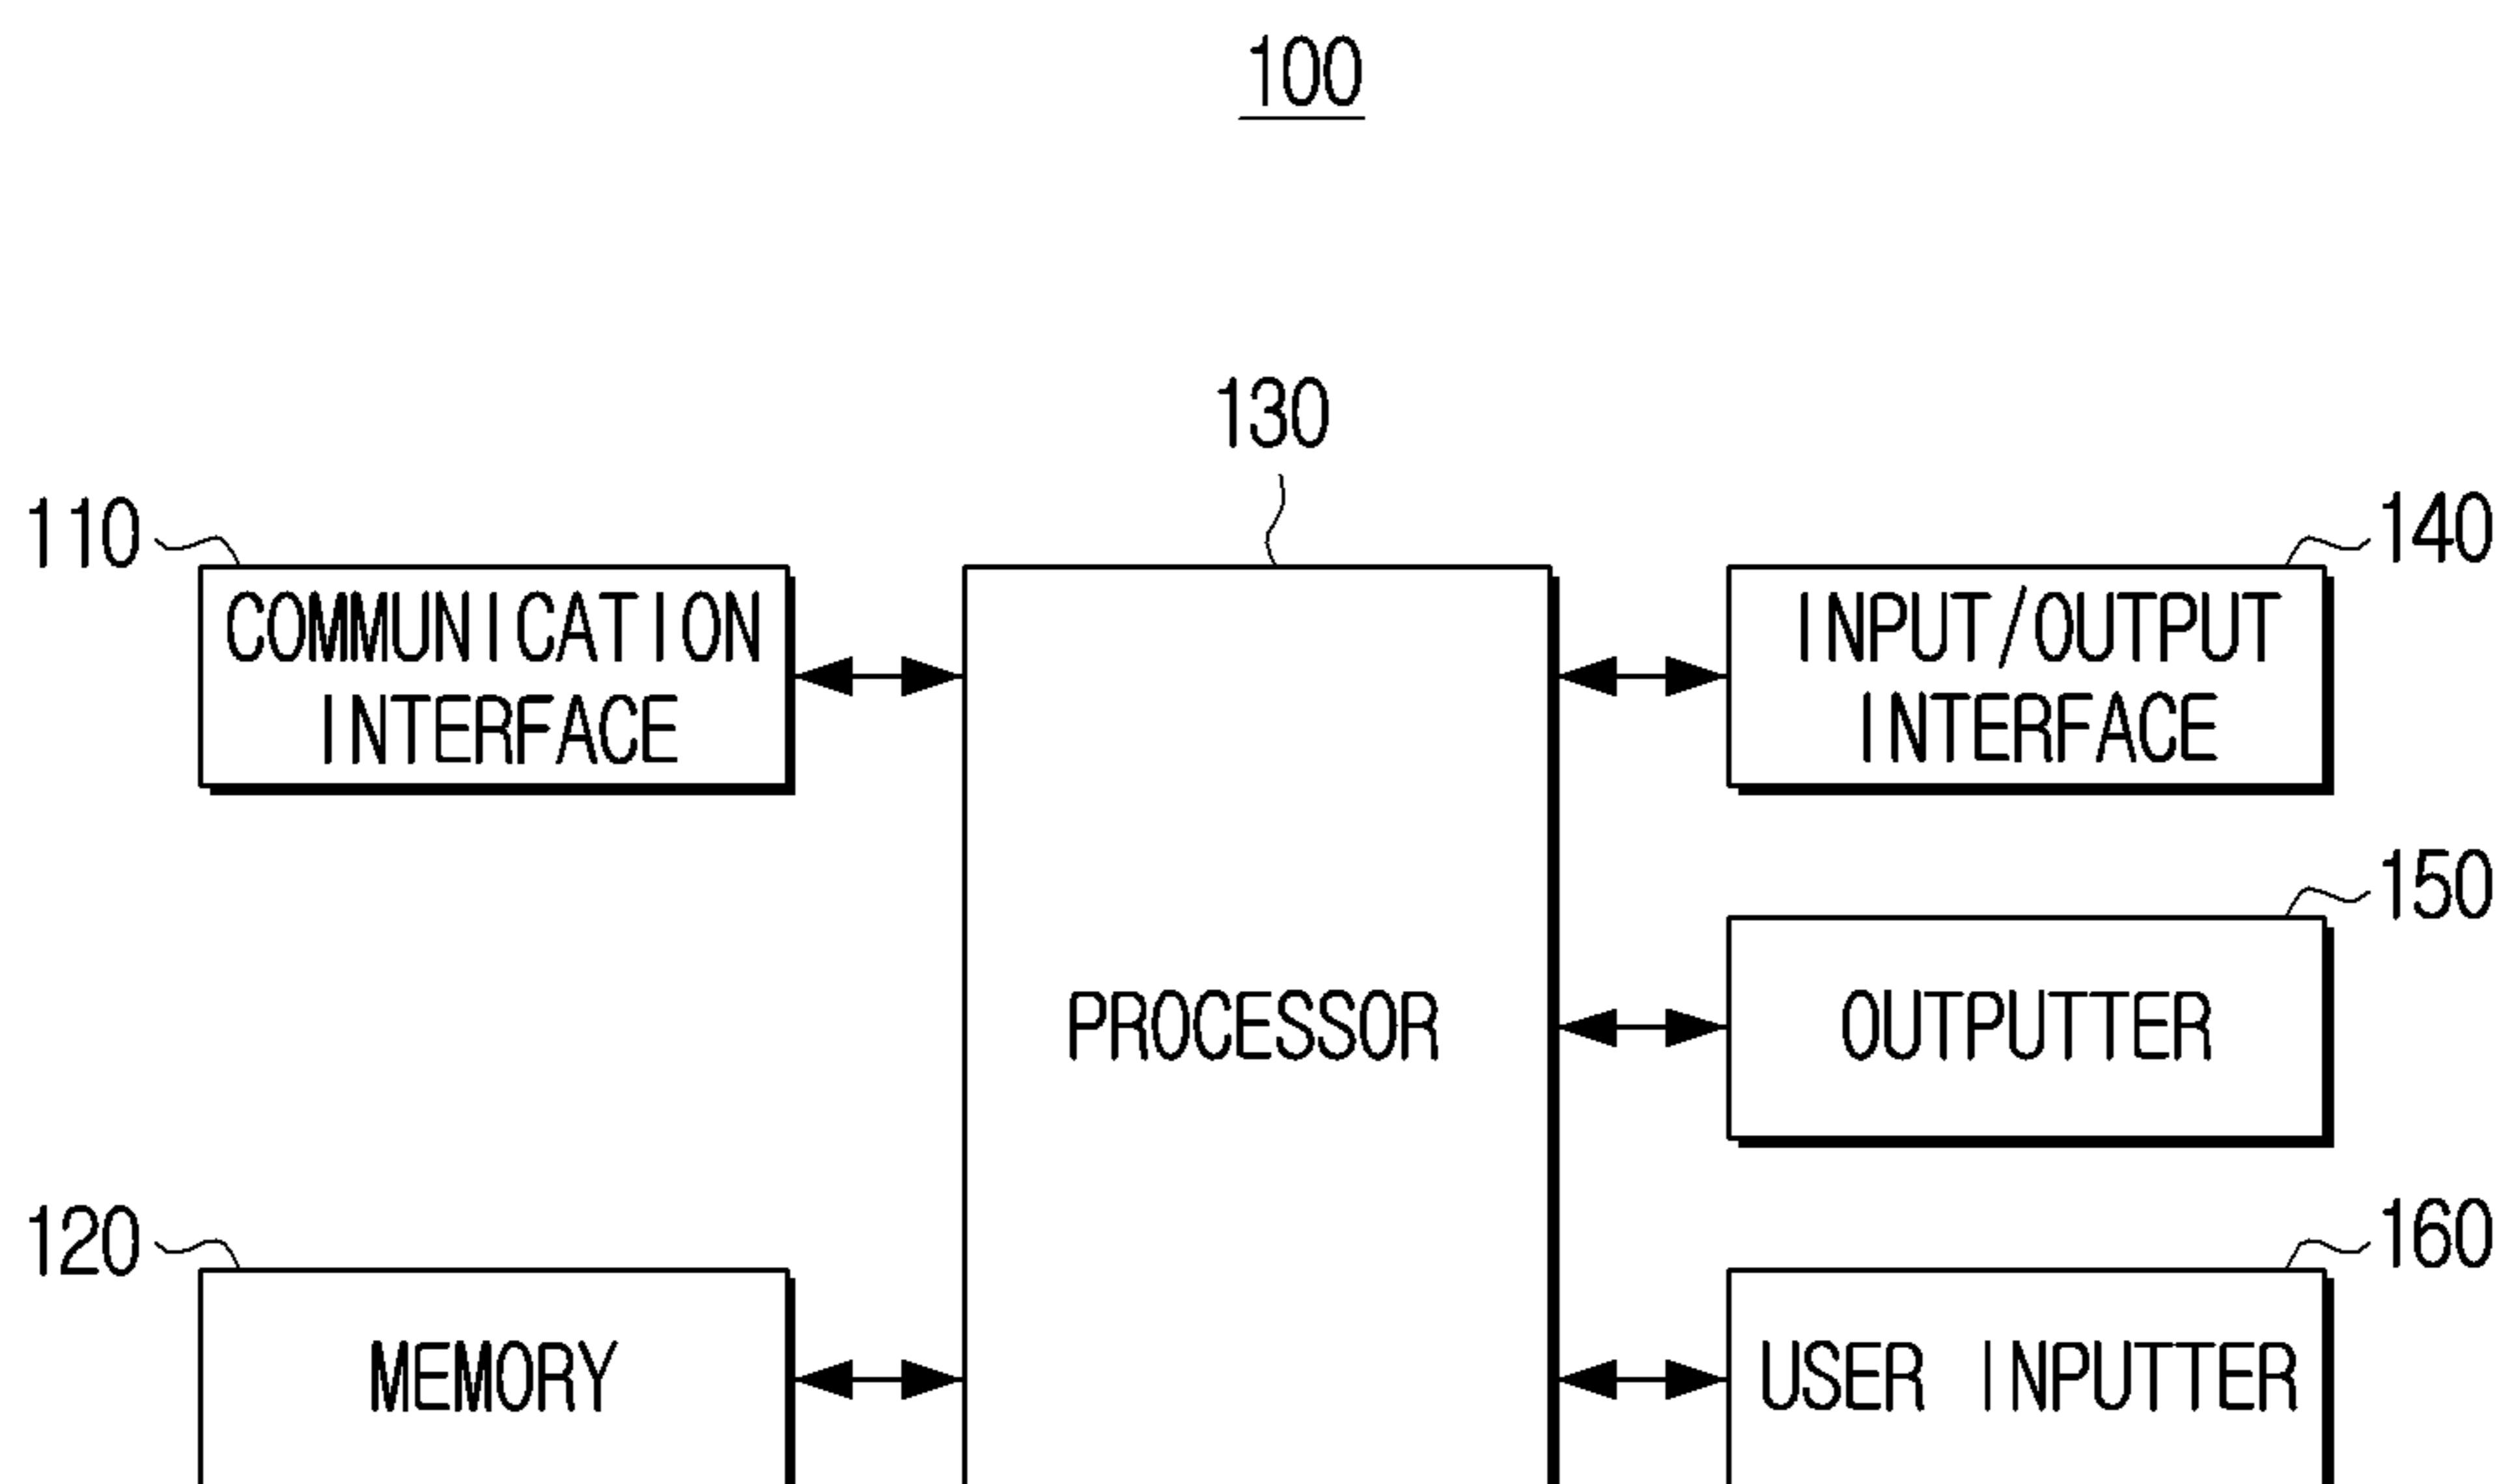 100
130
110
COMMUNICATION
INTERFACE
140
INPUT/OUTPUT
INTERFACE
PROCESSOR
150
OUTPUTTER
120
MEMORY
160
USER INPUTTER